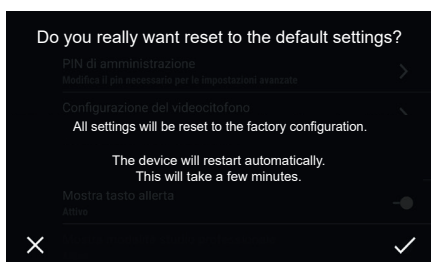 Do you really want reset to the default settings?
PIN di amministrazione
Modifica il pin necessario per le impostazioni avanzate
Configurazione del videocitofono
All settings will be reset to the factory configuration.
The device will restart automatically.
This will take a few minutes.
Mostra tasto allerta
Attivo